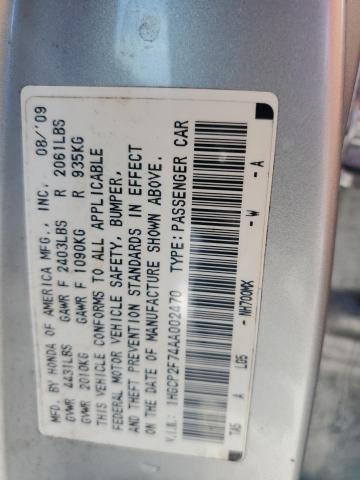 MFD. BY HONDA OF AMERICA MFG., INC. 08/'09
GVWR 4431LBS GAWR F 2403LBS R 2061LBS
GVWR 2010KG GAWR F 1090KG R 935KG
THIS VEHICLE CONFORMS TO ALL APPLICABLE
FEDERAL MOTOR VEHICLE SAFETY, BUMPER,
AND THEFT PREVENTION STANDARDS IN EFFECT
ON THE DATE OF MANUFACTURE SHOWN ABOVE.
V.I.N.: 1HGCP2F74AA002470 TYPE: PASSENGER CAR
TA5 A L05 - NH700MX - W - A